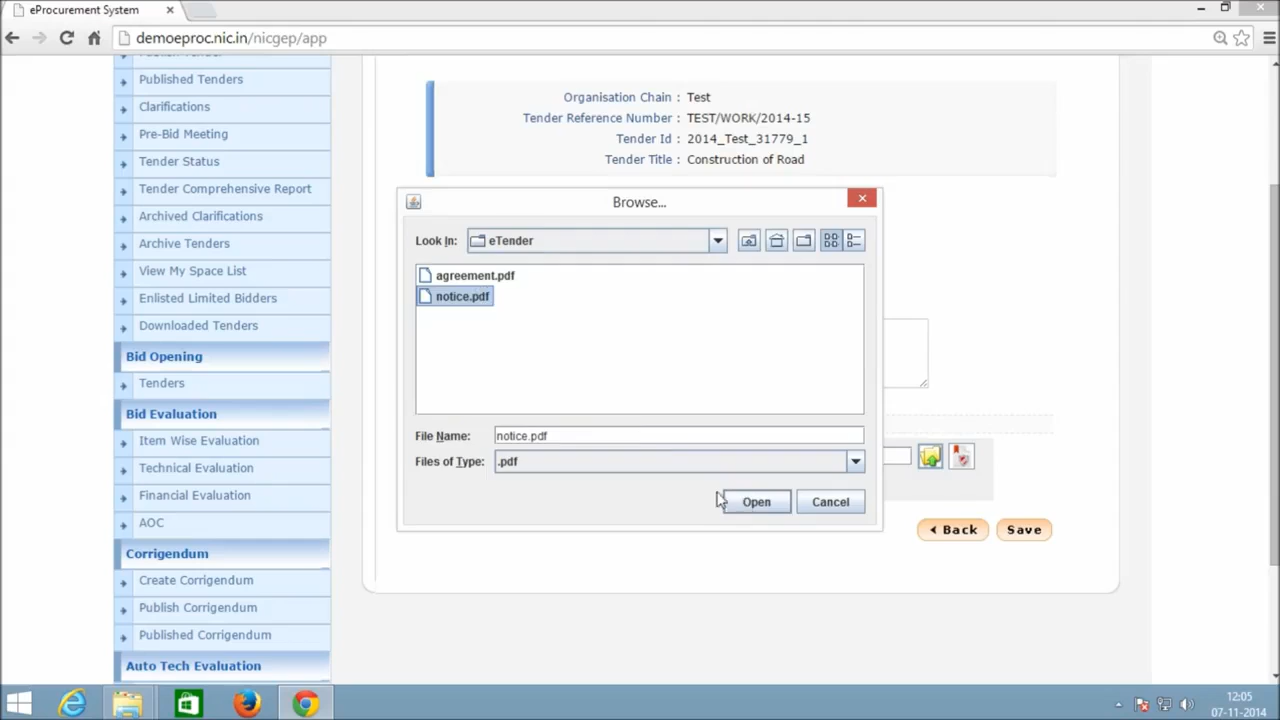 eProcurement System
demoeproc.nic.in/nicgep/app
Publish Tender
Published Tenders
Clarifications
Pre-Bid Meeting
Tender Status
Tender Comprehensive Report
Archived Clarifications
Archive Tenders
View My Space List
Enlisted Limited Bidders
Downloaded Tenders
Bid Opening
Tenders
Bid Evaluation
Item Wise Evaluation
Technical Evaluation
Financial Evaluation
AOC
Corrigendum
Create Corrigendum
Publish Corrigendum
Published Corrigendum
Auto Tech Evaluation
Organisation Chain : Test
Tender Reference Number : TEST/WORK/2014-15
Tender Id : 2014_Test_31779_1
Tender Title : Construction of Road
Browse...
Look In: eTender
agreement.pdf
notice.pdf
File Name: notice.pdf
Files of Type: .pdf
Open Cancel
Back Save
12:05
07-11-2014